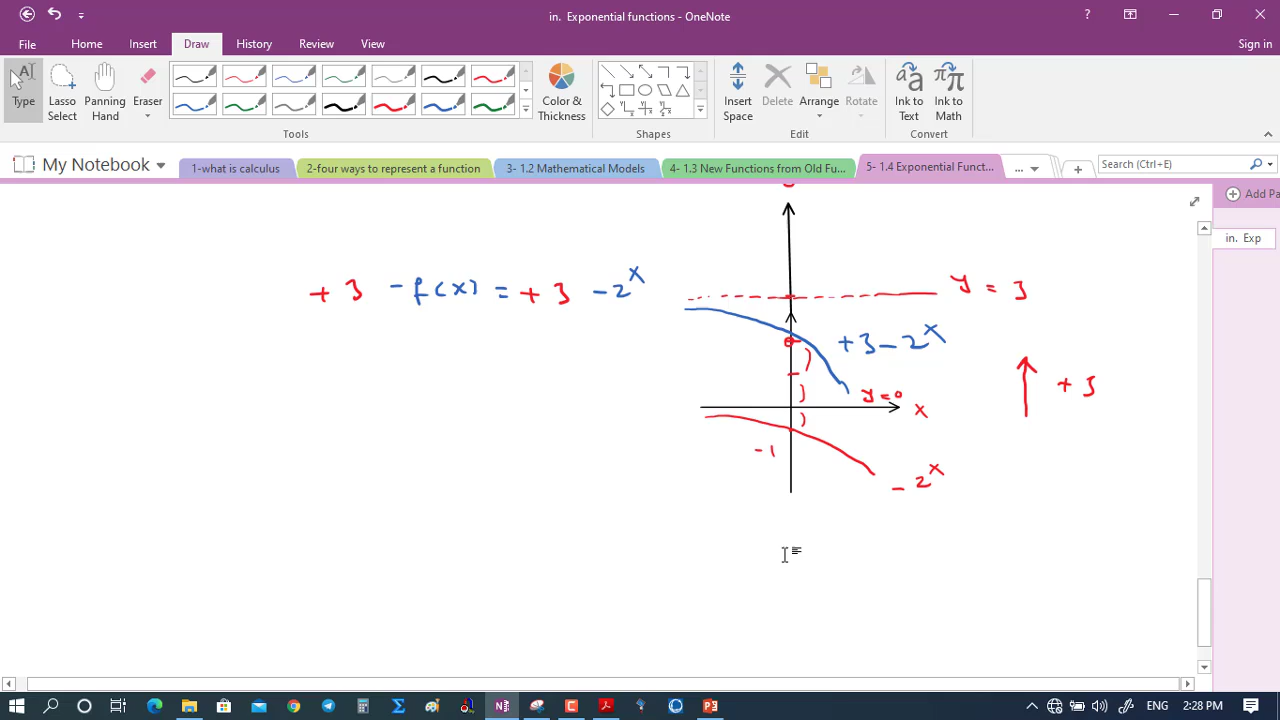 in. Exponential functions - OneNote
File Home Insert Draw History Review View Sign in
Type Lasso Select Panning Hand Eraser Color & Thickness Insert Space Delete Arrange Rotate Ink to Text Ink to Math
Tools Shapes Edit Convert
My Notebook 1-what is calculus 2-four ways to represent a function 3- 1.2 Mathematical Models 4- 1.3 New Functions from Old Fu... 5- 1.4 Exponential Funct... ... Search (Ctrl+E)
Add Pa
in. Exp
+ 3 - f(x) = + 3 - 2^x
y = 3
+3 - 2^x
+ 3
y = 0
x
-1
- 2^x
ENG 2:28 PM